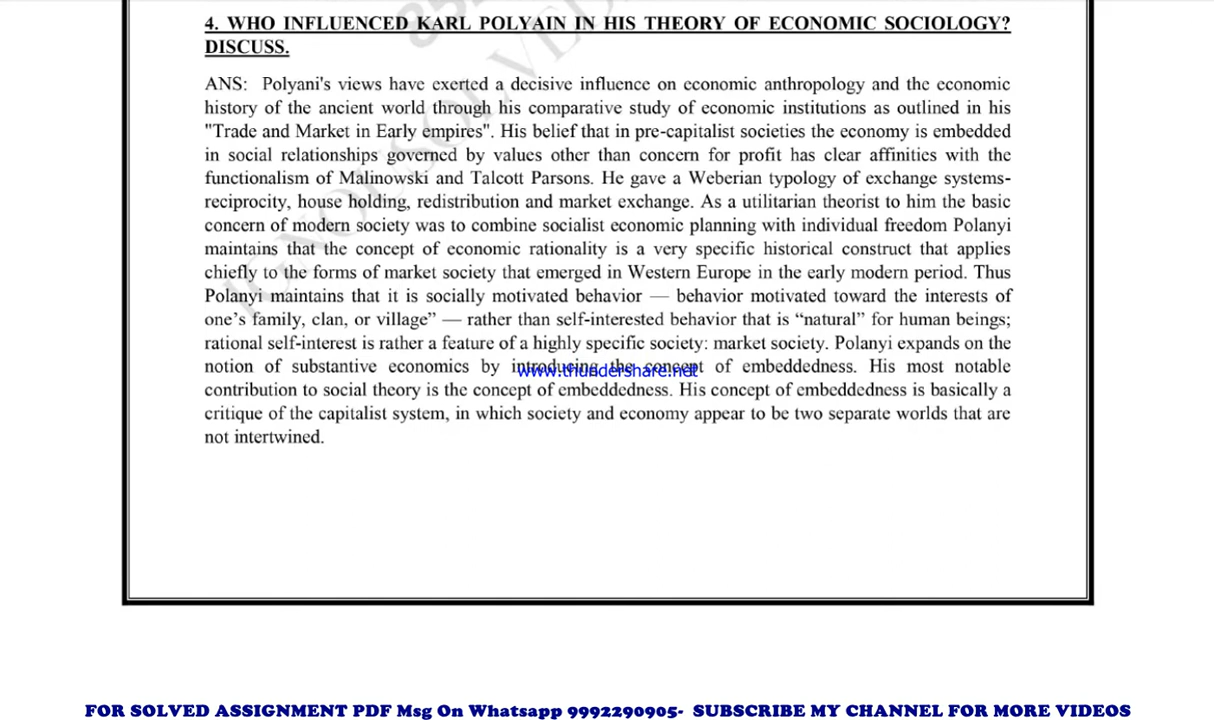 4. WHO INFLUENCED KARL POLYAIN IN HIS THEORY OF ECONOMIC SOCIOLOGY?
DISCUSS.
ANS: Polyani's views have exerted a decisive influence on economic anthropology and the economic
history of the ancient world through his comparative study of economic institutions as outlined in his
"Trade and Market in Early empires". His belief that in pre-capitalist societies the economy is embedded
in social relationships governed by values other than concern for profit has clear affinities with the
functionalism of Malinowski and Talcott Parsons. He gave a Weberian typology of exchange systems-
reciprocity, house holding, redistribution and market exchange. As a utilitarian theorist to him the basic
concern of modern society was to combine socialist economic planning with individual freedom Polanyi
maintains that the concept of economic rationality is a very specific historical construct that applies
chiefly to the forms of market society that emerged in Western Europe in the early modern period. Thus
Polanyi maintains that it is socially motivated behavior — behavior motivated toward the interests of
one's family, clan, or village” — rather than self-interested behavior that is “natural” for human beings;
rational self-interest is rather a feature of a highly specific society: market society. Polanyi expands on the
notion of substantive economics by introducing the concept of embeddedness. His most notable
www.thundershare.net
contribution to social theory is the concept of embeddedness. His concept of embeddedness is basically a
critique of the capitalist system, in which society and economy appear to be two separate worlds that are
not intertwined.
FOR SOLVED ASSIGNMENT PDF Msg On Whatsapp 9992290905- SUBSCRIBE MY CHANNEL FOR MORE VIDEOS